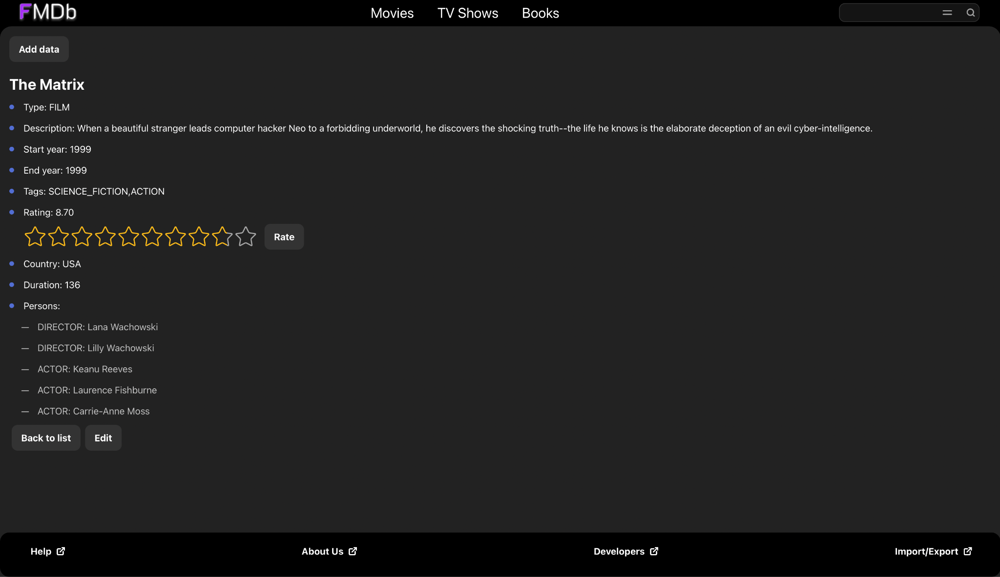 FMDb
Movies
TV Shows
Books
Add data
The Matrix
Type: FILM
Description: When a beautiful stranger leads computer hacker Neo to a forbidding underworld, he discovers the shocking truth--the life he knows is the elaborate deception of an evil cyber-intelligence.
Start year: 1999
End year: 1999
Tags: SCIENCE_FICTION,ACTION
Rating: 8.70
Rate
Country: USA
Duration: 136
Persons:
— DIRECTOR: Lana Wachowski
— DIRECTOR: Lilly Wachowski
— ACTOR: Keanu Reeves
— ACTOR: Laurence Fishburne
— ACTOR: Carrie-Anne Moss
Back to list
Edit
Help
About Us
Developers
Import/Export